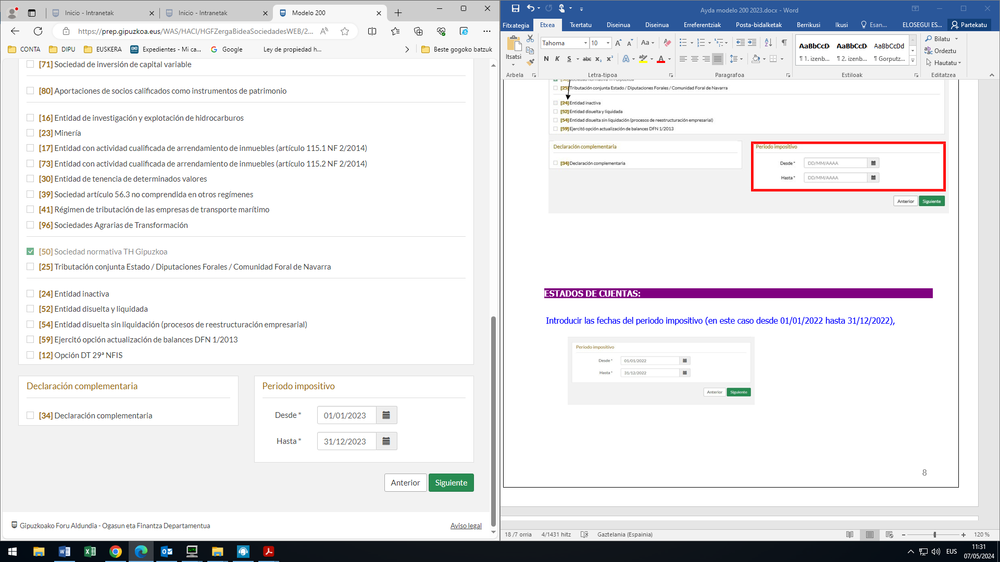 Inicio - Intranetak
Inicio - Intranetak
Modelo 200
https://prep.gipuzkoa.eus/WAS/HACI/HGFZergaBideaSociedadesWEB/2...
CONTA
DIPU
EUSKERA
Expedientes - Mi ca...
Google
Ley de propiedad h...
Beste gogoko batzuk
[71] Sociedad de inversión de capital variable
[80] Aportaciones de socios calificados como instrumentos de patrimonio
[16] Entidad de investigación y explotación de hidrocarburos
[23] Minería
[17] Entidad con actividad cualificada de arrendamiento de inmuebles (artículo 115.1 NF 2/2014)
[73] Entidad con actividad cualificada de arrendamiento de inmuebles (artículo 115.2 NF 2/2014)
[30] Entidad de tenencia de determinados valores
[39] Sociedad artículo 56.3 no comprendida en otros regímenes
[41] Régimen de tributación de las empresas de transporte marítimo
[96] Sociedades Agrarias de Transformación
[50] Sociedad normativa TH Gipuzkoa
[25] Tributación conjunta Estado / Diputaciones Forales / Comunidad Foral de Navarra
[24] Entidad inactiva
[52] Entidad disuelta y liquidada
[54] Entidad disuelta sin liquidación (procesos de reestructuración empresarial)
[59] Ejercitó opción actualización de balances DFN 1/2013
[12] Opción DT 29ª NFIS
Declaración complementaria
[34] Declaración complementaria
Periodo impositivo
Desde * 01/01/2023
Hasta * 31/12/2023
Anterior Siguiente
Gipuzkoako Foru Aldundia - Ogasun eta Finantza Departamentua
Aviso legal
Ayda modelo 200 2023.docx - Word
Fitxategia Etxea Txertatu Diseinua Diseinua Erreferentziak Posta-bidalketak Berrikusi Ikusi Esan... ELOSEGUI ES... Partekatu
Itsatsi
Tahoma 10
Aa
N K S abc x₂ x²
A ab A
AaBbCcD AaBbCcD AaBbCcDd
¶ 1. izenb... ¶ 2. izenb... ¶ Gorputz...
Bilatu
Ordeztu
Hautatu
Arbela Letra-tipoa Paragrafoa Estiloak Editatzea
[50] Sociedad normativa TH Gipuzkoa
[25] Tributación conjunta Estado / Diputaciones Forales / Comunidad Foral de Navarra
[24] Entidad inactiva
[52] Entidad disuelta y liquidada
[54] Entidad disuelta sin liquidación (procesos de reestructuración empresarial)
[59] Ejercitó opción actualización de balances DFN 1/2013
Declaración complementaria
[34] Declaración complementaria
Periodo impositivo
Desde * DD/MM/AAAA
Hasta * DD/MM/AAAA
Anterior Siguiente
ESTADOS DE CUENTAS:
Introducir las fechas del periodo impositivo (en este caso desde 01/01/2022 hasta 31/12/2022),
Periodo impositivo
Desde * 01/01/2022
Hasta * 31/12/2022
Anterior Siguiente
8
18 /7 orria 4/1431 hitz Gaztelania (Espainia) 120 %
EUS
11:31
07/05/2024